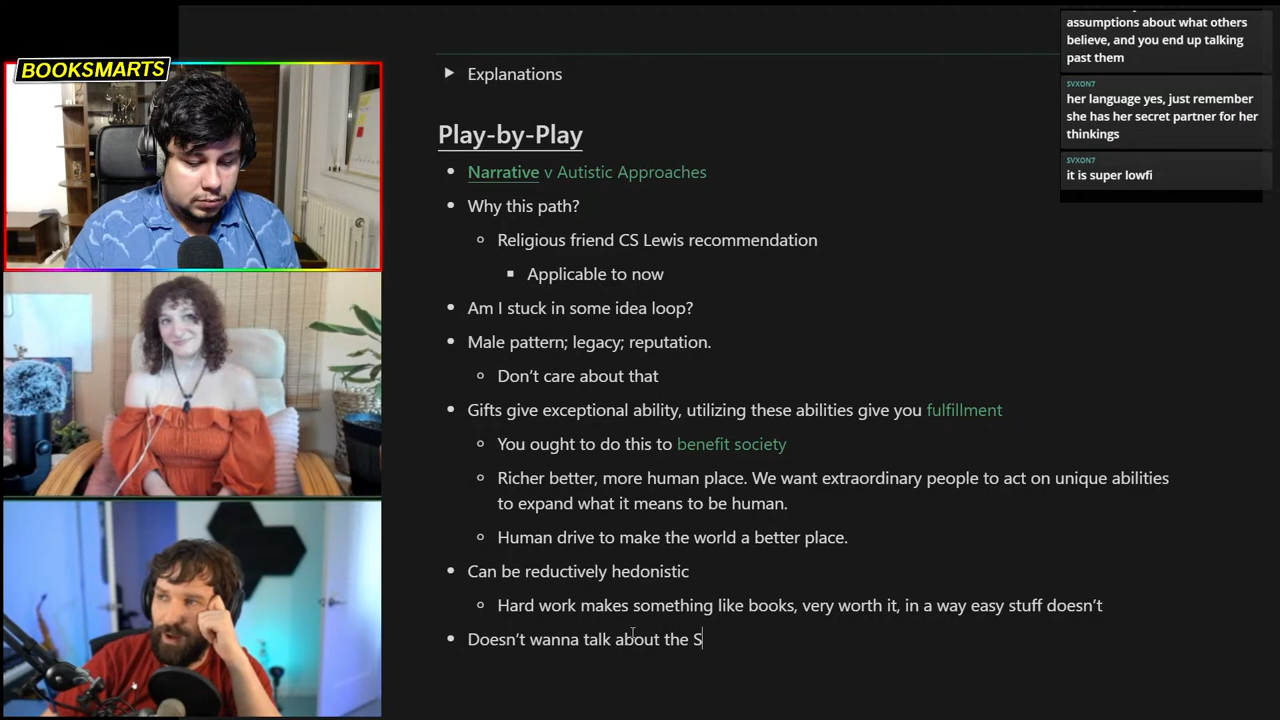 BOOKSMARTS
Explanations
Play-by-Play
Narrative v Autistic Approaches
Why this path?
Religious friend CS Lewis recommendation
Applicable to now
Am I stuck in some idea loop?
Male pattern; legacy; reputation.
Don’t care about that
Gifts give exceptional ability, utilizing these abilities give you fulfillment
You ought to do this to benefit society
Richer better, more human place. We want extraordinary people to act on unique abilities
to expand what it means to be human.
Human drive to make the world a better place.
Can be reductively hedonistic
Hard work makes something like books, very worth it, in a way easy stuff doesn’t
Doesn’t wanna talk about the S
assumptions about what others
believe, and you end up talking
past them
SVXON7
her language yes, just remember
she has her secret partner for her
thinkings
SVXON7
it is super lowfi